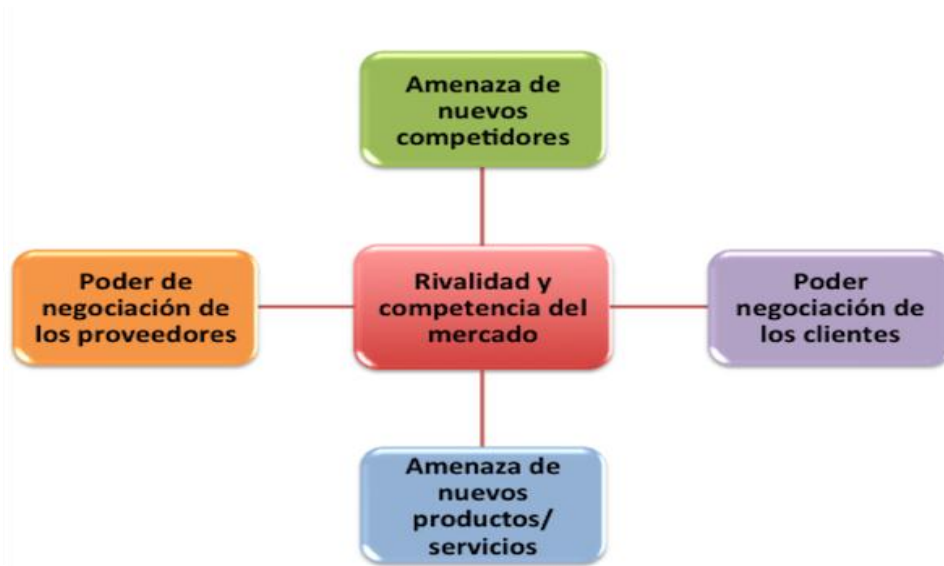 Amenaza de
nuevos
competidores
Poder de
negociación de
los proveedores
Rivalidad y
competencia del
mercado
Poder
negociación de
los clientes
Amenaza de
nuevos
productos/
servicios